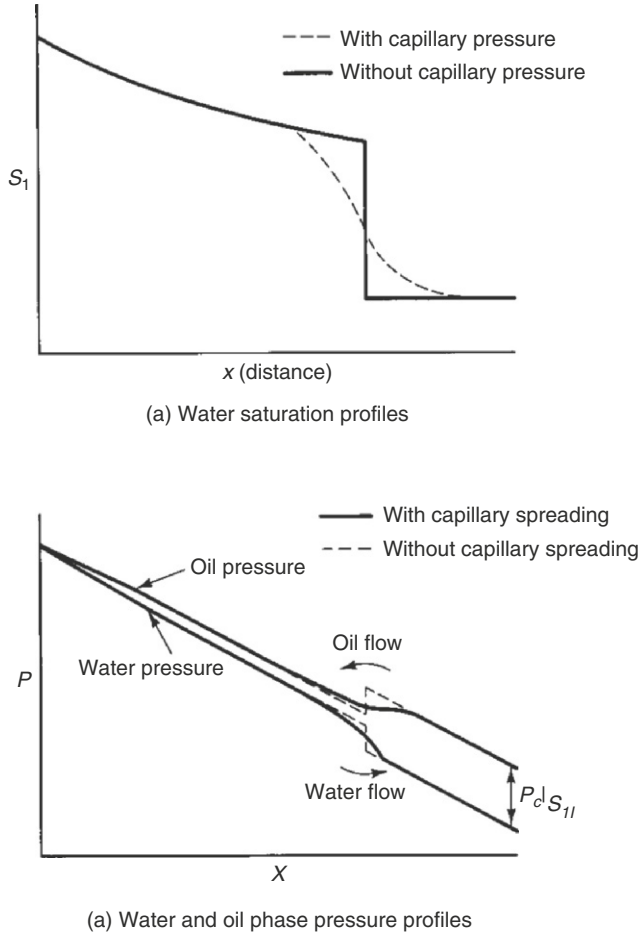 With capillary pressure
Without capillary pressure
S1
x (distance)
(a) Water saturation profiles
With capillary spreading
Without capillary spreading
Oil pressure
Oil flow
Water pressure
P
Water flow
Pc|S1I
X
(a) Water and oil phase pressure profiles